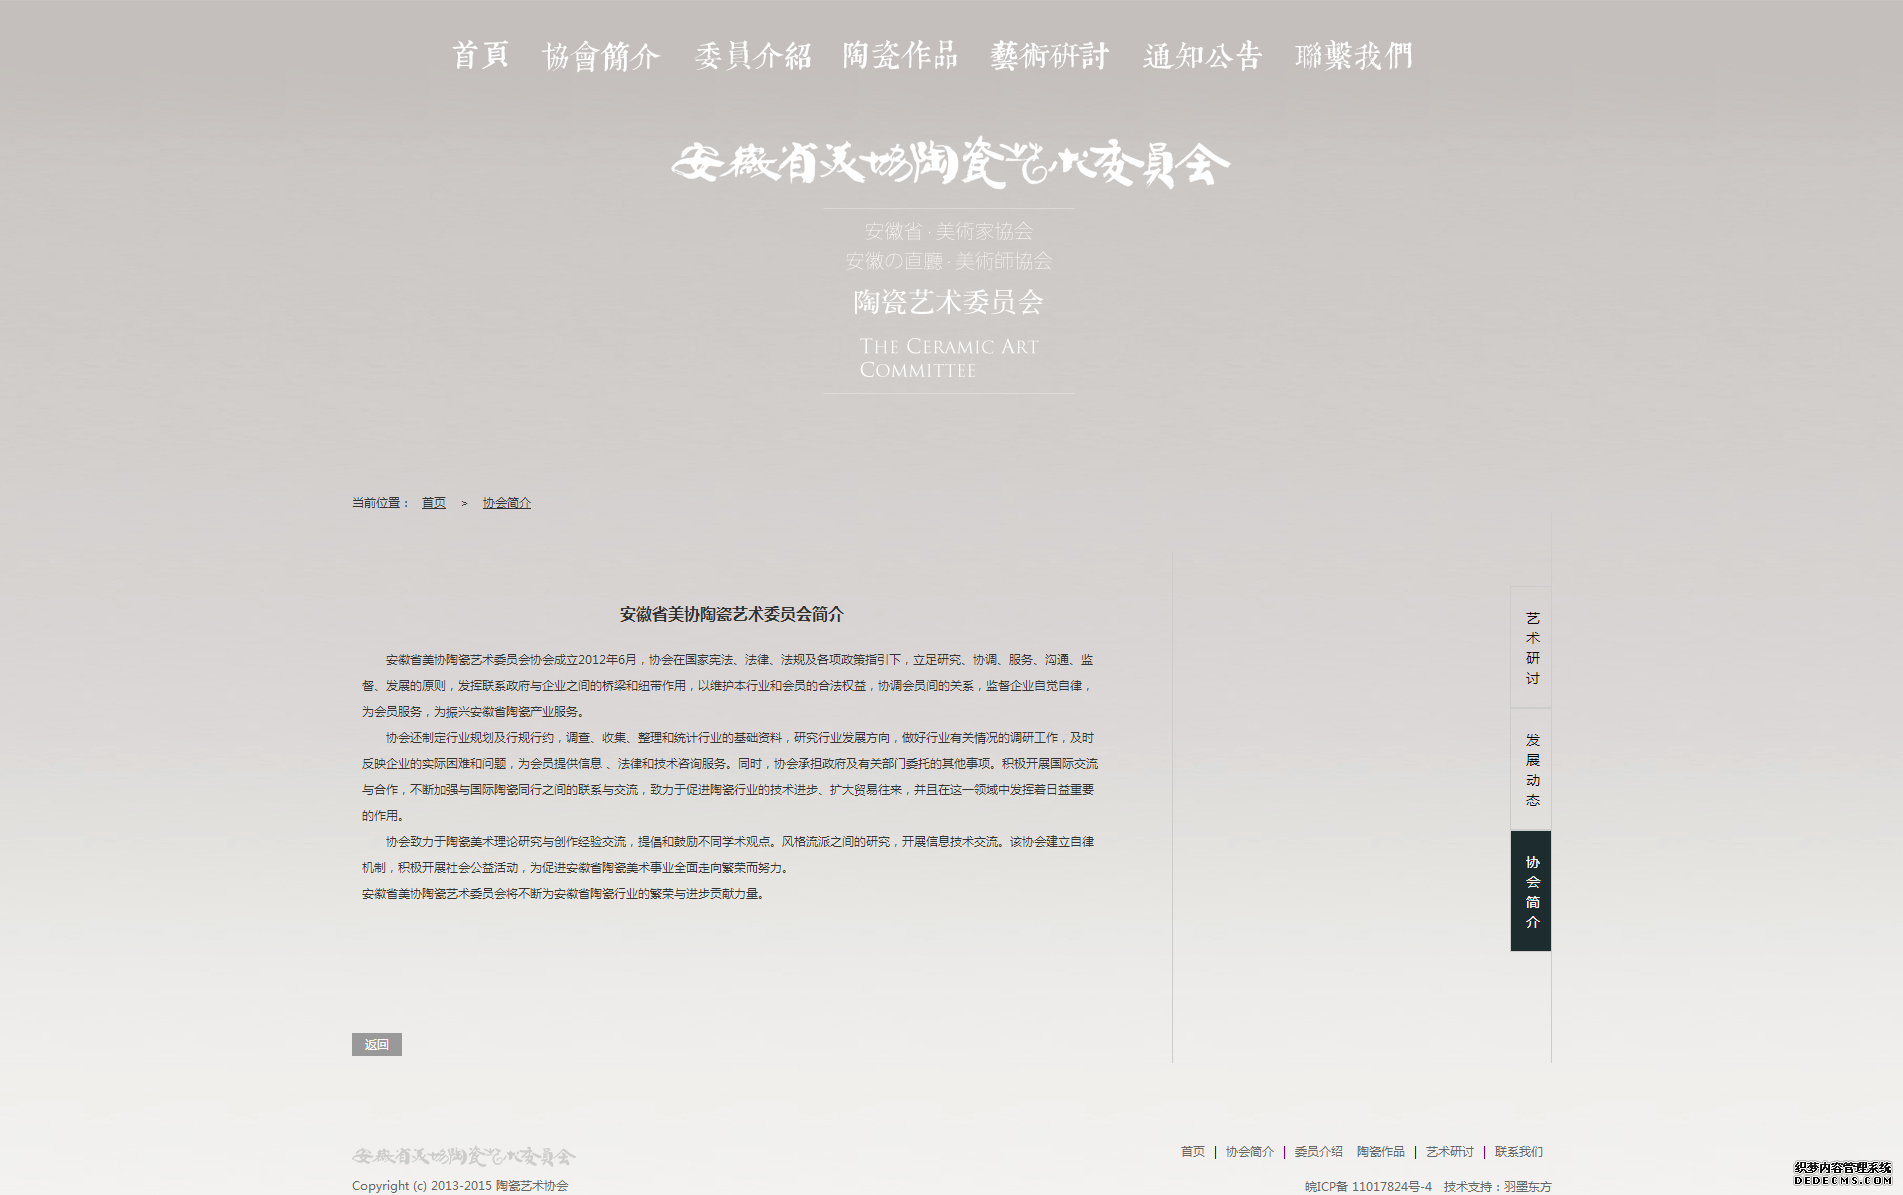 首頁 協會簡介 委員介紹 陶瓷作品 藝術研討 通知公告 聯繫我們
安徽省美协陶瓷艺术委員会
安徽省·美術家協会
安徽の直廳·美術師協会
陶瓷艺术委员会
THE CERAMIC ART
COMMITTEE
当前位置： 首页 > 协会简介
安徽省美协陶瓷艺术委员会简介
安徽省美协陶瓷艺术委员会协会成立2012年6月，协会在国家宪法、法律、法规及各项政策指引下，立足研究、协调、服务、沟通、监
督、发展的原则，发挥联系政府与企业之间的桥梁和纽带作用，以维护本行业和会员的合法权益，协调会员间的关系，监督企业自觉自律，
为会员服务，为振兴安徽省陶瓷产业服务。
协会还制定行业规划及行规行约，调查、收集、整理和统计行业的基础资料，研究行业发展方向，做好行业有关情况的调研工作，及时
反映企业的实际困难和问题，为会员提供信息 、法律和技术咨询服务。同时，协会承担政府及有关部门委托的其他事项。积极开展国际交流
与合作，不断加强与国际陶瓷同行之间的联系与交流，致力于促进陶瓷行业的技术进步、扩大贸易往来，并且在这一领域中发挥着日益重要
的作用。
协会致力于陶瓷美术理论研究与创作经验交流，提倡和鼓励不同学术观点。风格流派之间的研究，开展信息技术交流。该协会建立自律
机制，积极开展社会公益活动，为促进安徽省陶瓷美术事业全面走向繁荣而努力。
安徽省美协陶瓷艺术委员会将不断为安徽省陶瓷行业的繁荣与进步贡献力量。
艺术研讨
发展动态
协会简介
返回
安徽省美协陶瓷艺术委員会
首页 | 协会简介 | 委员介绍 陶瓷作品 | 艺术研讨 | 联系我们
Copyright (c) 2013-2015 陶瓷艺术协会
皖ICP备 11017824号-4 技术支持：羽墨东方
织梦内容管理系统
DEDECMS.COM